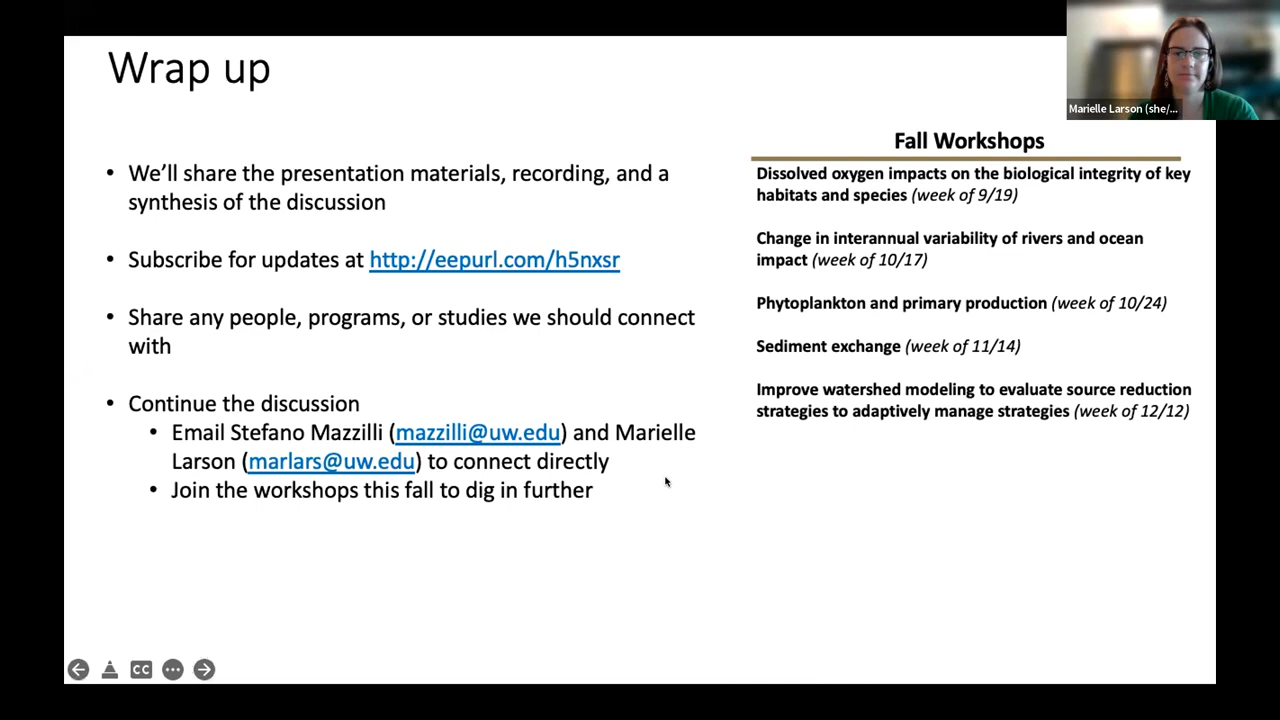 Wrap up
• We'll share the presentation materials, recording, and a
synthesis of the discussion
• Subscribe for updates at http://eepurl.com/h5nxsr
• Share any people, programs, or studies we should connect
with
• Continue the discussion
• Email Stefano Mazzilli (mazzilli@uw.edu) and Marielle
Larson (marlars@uw.edu) to connect directly
• Join the workshops this fall to dig in further
Fall Workshops
Dissolved oxygen impacts on the biological integrity of key
habitats and species (week of 9/19)
Change in interannual variability of rivers and ocean
impact (week of 10/17)
Phytoplankton and primary production (week of 10/24)
Sediment exchange (week of 11/14)
Improve watershed modeling to evaluate source reduction
strategies to adaptively manage strategies (week of 12/12)
Marielle Larson (she/...
CC